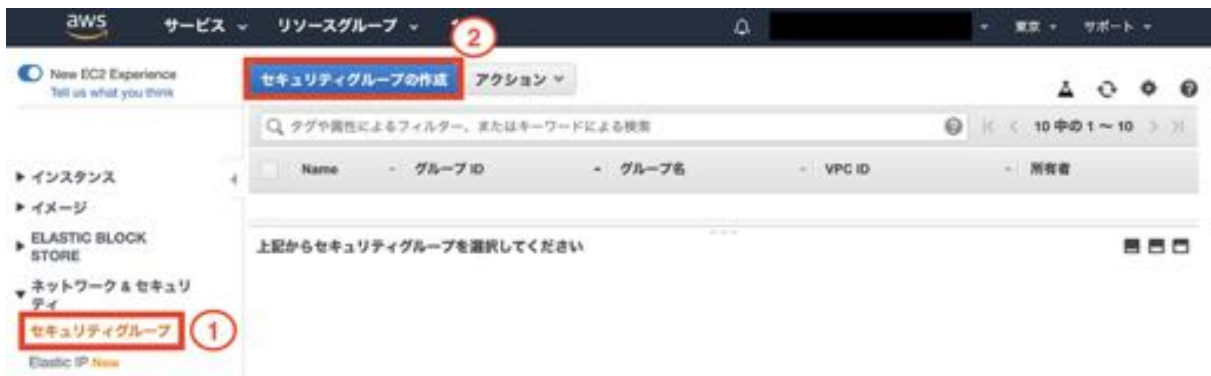 aws サービス リソースグループ 東京 サポート
2
New EC2 Experience
Tell us what you think
セキュリティグループの作成 アクション
タグや属性によるフィルター、またはキーワードによる検索 10 中の 1 ~ 10
Name グループ ID グループ名 VPC ID 所有者
インスタンス
イメージ
ELASTIC BLOCK
STORE
上記からセキュリティグループを選択してください
ネットワーク & セキュリ
ティ
セキュリティグループ 1
Elastic IP New